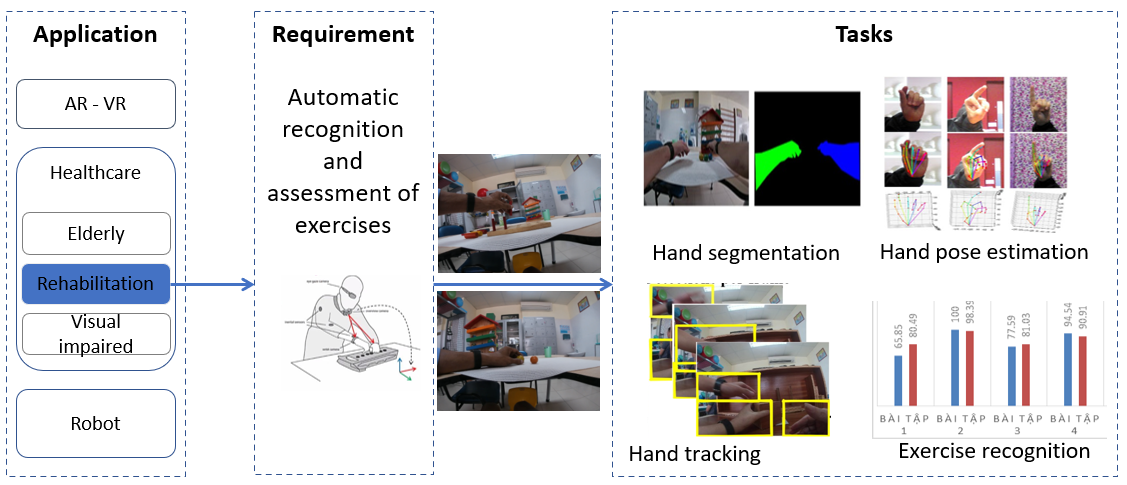 Application
AR - VR
Healthcare
Elderly
Rehabilitation
Visual
impaired
Robot
Requirement
Automatic
recognition
and
assessment of
exercises
Tasks
Hand segmentation
Hand pose estimation
Hand tracking
65.85
80.49
100
98.39
77.59
81.03
94.54
90.91
BÀI TẬP
1
BÀI TẬP
2
BÀI TẬP
3
BÀI TẬP
4
Exercise recognition